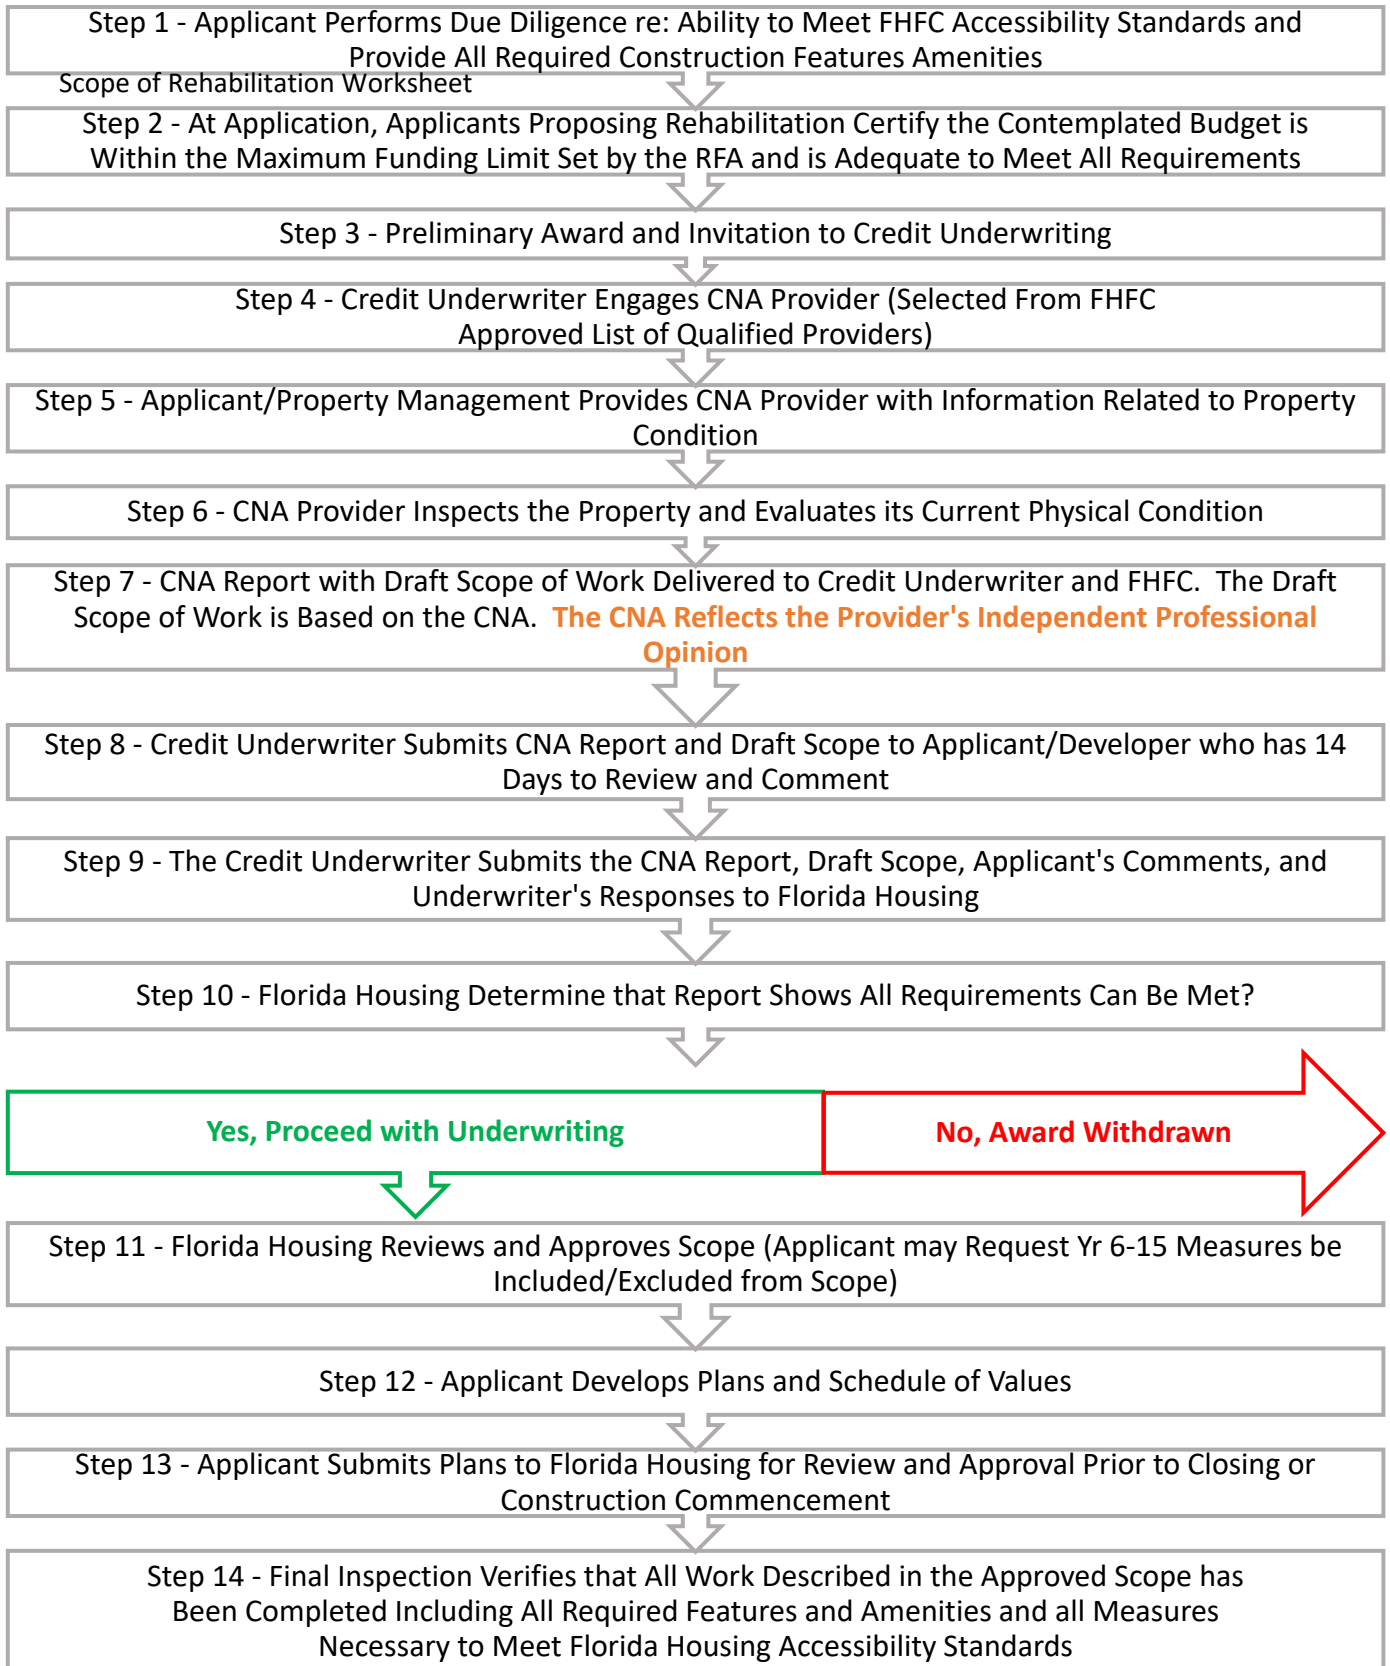 Step 1 - Applicant Performs Due Diligence re: Ability to Meet FHFC Accessibility Standards and
Provide All Required Construction Features Amenities
Scope of Rehabilitation Worksheet
Step 2 - At Application, Applicants Proposing Rehabilitation Certify the Contemplated Budget is
Within the Maximum Funding Limit Set by the RFA and is Adequate to Meet All Requirements
Step 3 - Preliminary Award and Invitation to Credit Underwriting
Step 4 - Credit Underwriter Engages CNA Provider (Selected From FHFC
Approved List of Qualified Providers)
Step 5 - Applicant/Property Management Provides CNA Provider with Information Related to Property
Condition
Step 6 - CNA Provider Inspects the Property and Evaluates its Current Physical Condition
Step 7 - CNA Report with Draft Scope of Work Delivered to Credit Underwriter and FHFC.  The Draft
Scope of Work is Based on the CNA.  The CNA Reflects the Provider's Independent Professional
Opinion
Step 8 - Credit Underwriter Submits CNA Report and Draft Scope to Applicant/Developer who has 14
Days to Review and Comment
Step 9 - The Credit Underwriter Submits the CNA Report, Draft Scope, Applicant's Comments, and
Underwriter's Responses to Florida Housing
Step 10 - Florida Housing Determine that Report Shows All Requirements Can Be Met?
Yes, Proceed with Underwriting
No, Award Withdrawn
Step 11 - Florida Housing Reviews and Approves Scope (Applicant may Request Yr 6-15 Measures be
Included/Excluded from Scope)
Step 12 - Applicant Develops Plans and Schedule of Values
Step 13 - Applicant Submits Plans to Florida Housing for Review and Approval Prior to Closing or
Construction Commencement
Step 14 - Final Inspection Verifies that All Work Described in the Approved Scope has
Been Completed Including All Required Features and Amenities and all Measures
Necessary to Meet Florida Housing Accessibility Standards